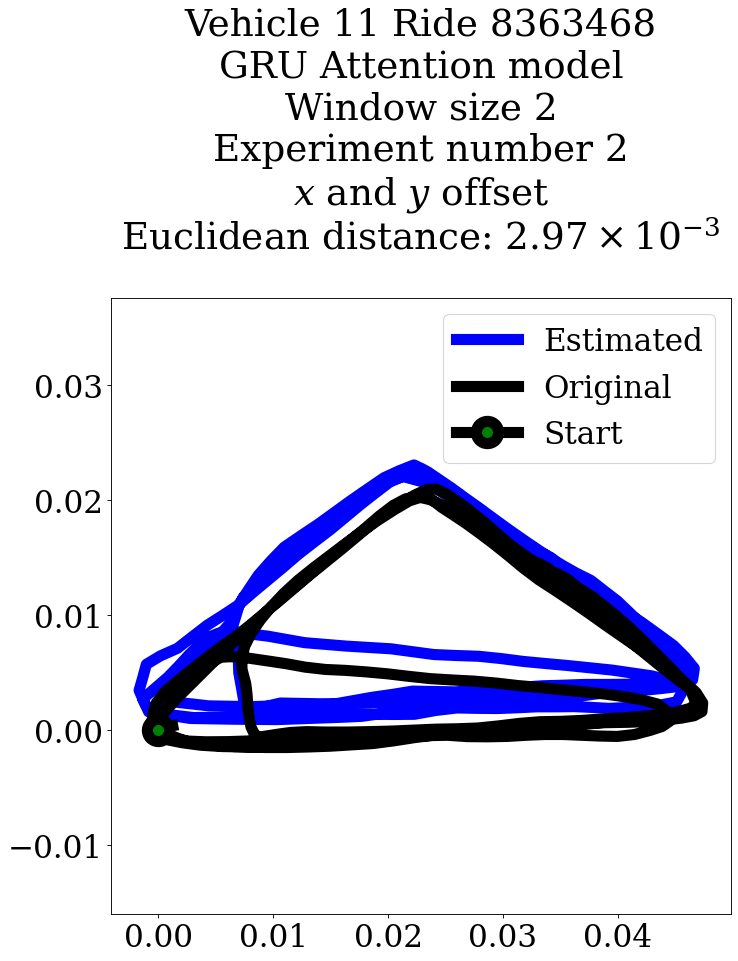 Vehicle 11 Ride 8363468
GRU Attention model
Window size 2
Experiment number 2
x and y offset
Euclidean distance: 2.97 × 10⁻³
Estimated
Original
Start
0.03
0.02
0.01
0.00
−0.01
0.00 0.01 0.02 0.03 0.04